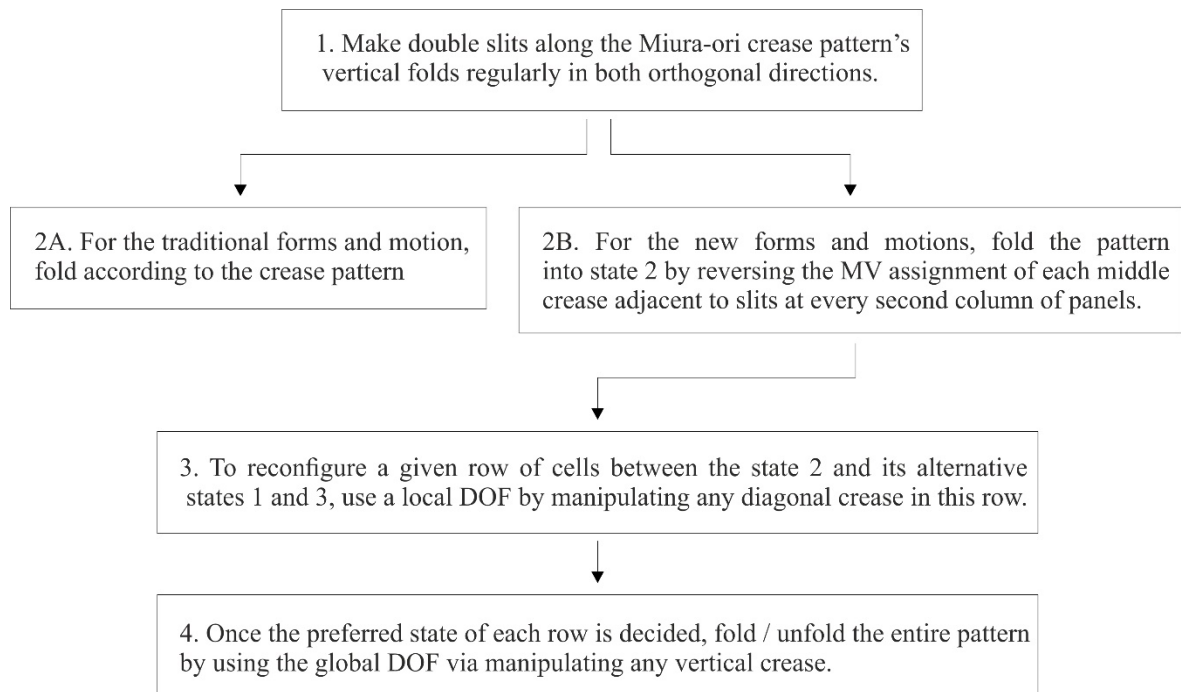 1. Make double slits along the Miura-ori crease pattern's
vertical folds regularly in both orthogonal directions.
2A. For the traditional forms and motion,
fold according to the crease pattern
2B. For the new forms and motions, fold the pattern
into state 2 by reversing the MV assignment of each middle
crease adjacent to slits at every second column of panels.
3. To reconfigure a given row of cells between the state 2 and its alternative
states 1 and 3, use a local DOF by manipulating any diagonal crease in this row.
4. Once the preferred state of each row is decided, fold / unfold the entire pattern
by using the global DOF via manipulating any vertical crease.